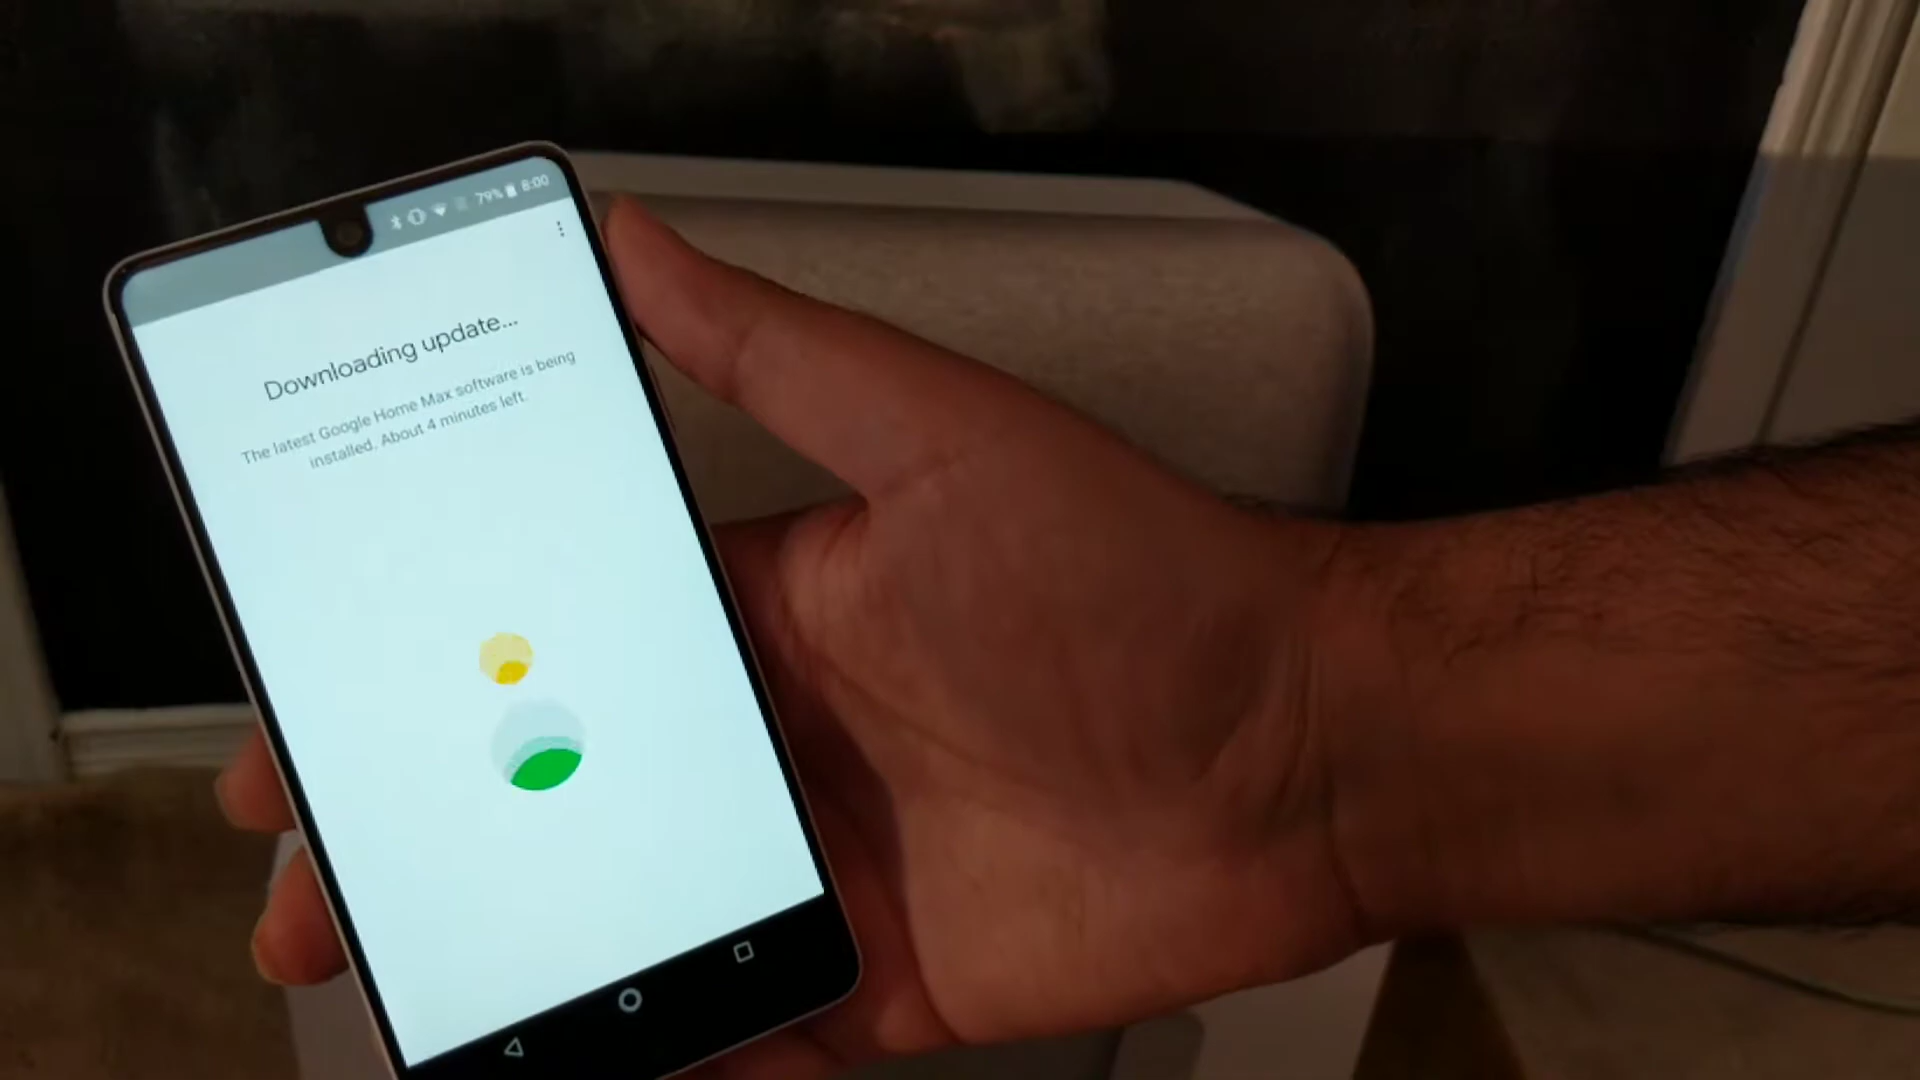 79% 8:00
Downloading update...
The latest Google Home Max software is being
installed. About 4 minutes left.